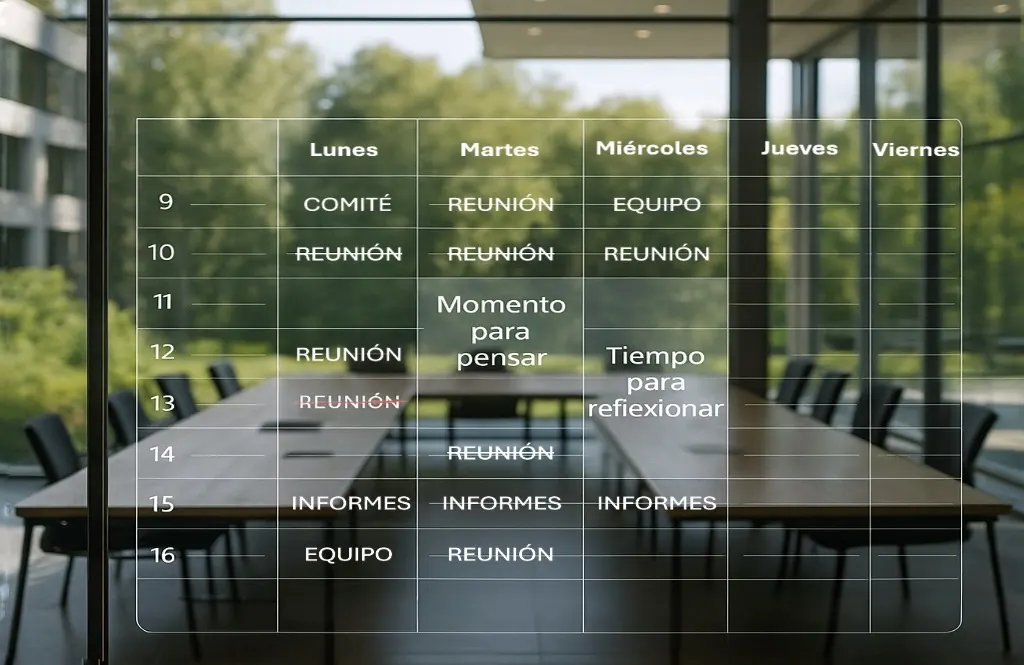 Lunes Martes Miércoles Jueves Viernes
9 COMITÉ REUNIÓN EQUIPO
10 REUNIÓN REUNIÓN REUNIÓN
11 Momento
para
12 REUNIÓN pensar Tiempo
para
13 REUNIÓN refiexionar
14 REUNIÓN
15 INFORMES INFORMES INFORMES
16 EQUIPO REUNIÓN